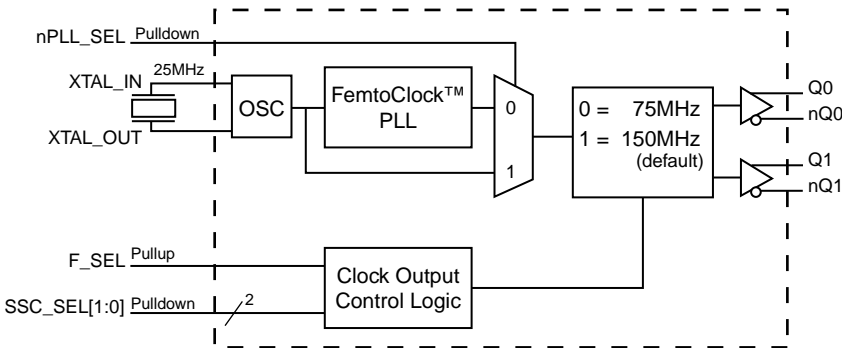 nPLL_SEL Pulldown
XTAL_IN 25MHz
XTAL_OUT
OSC
FemtoClock™
PLL
0
1
0 = 75MHz
1 = 150MHz
(default)
Q0
nQ0
Q1
nQ1
F_SEL Pullup
SSC_SEL[1:0] Pulldown 2
Clock Output
Control Logic